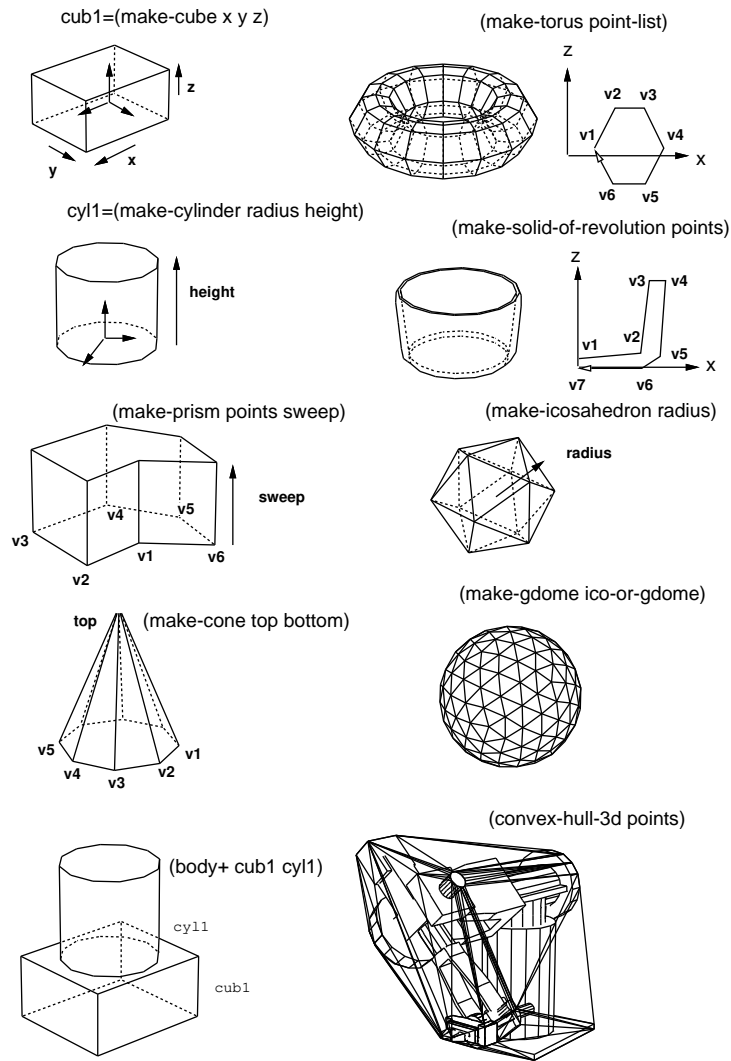 cub1=(make-cube x y z)
z
y
x
(make-torus point-list)
z
v2
v3
v1
v4
x
v6
v5
cyl1=(make-cylinder radius height)
height
(make-solid-of-revolution points)
z
v3
v4
v1
v2
v5
x
v7
v6
(make-prism points sweep)
sweep
v4
v5
v3
v1
v6
v2
(make-icosahedron radius)
radius
top
(make-cone top bottom)
v5
v1
v4
v2
v3
(make-gdome ico-or-gdome)
(body+ cub1 cyl1)
cyl1
cub1
(convex-hull-3d points)